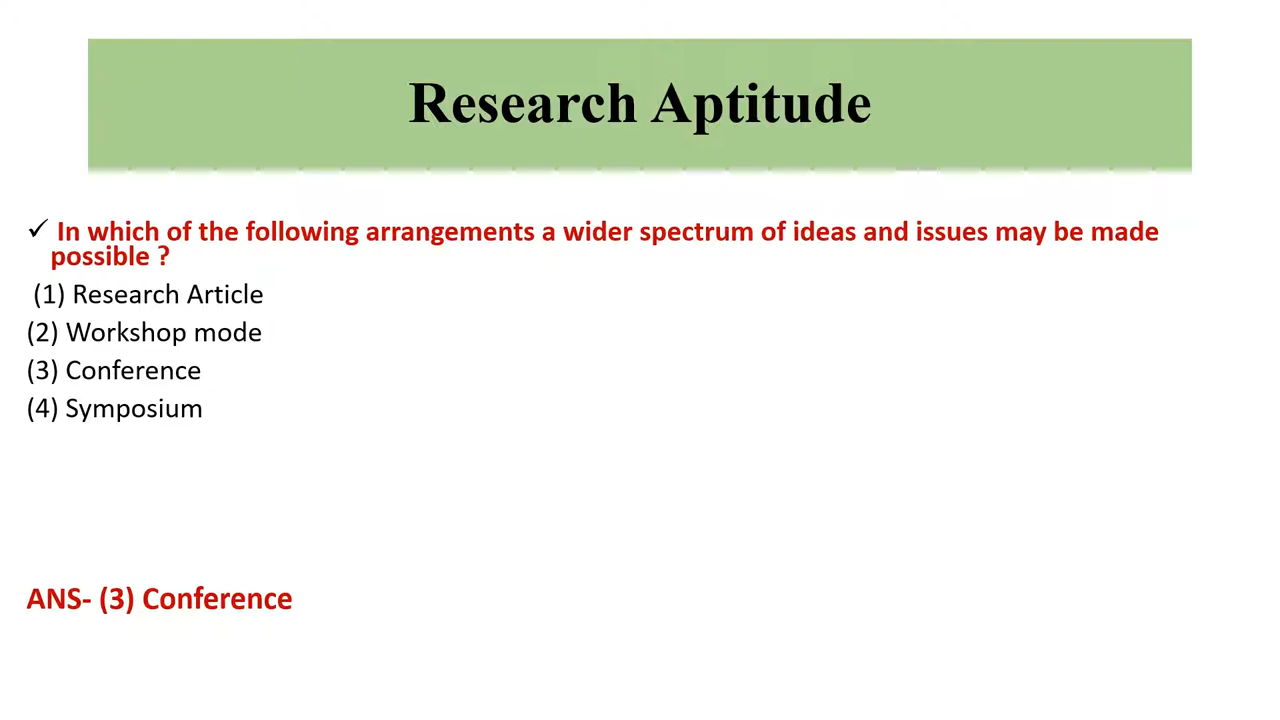 Research Aptitude
✓ In which of the following arrangements a wider spectrum of ideas and issues may be made
possible ?
(1) Research Article
(2) Workshop mode
(3) Conference
(4) Symposium
ANS- (3) Conference